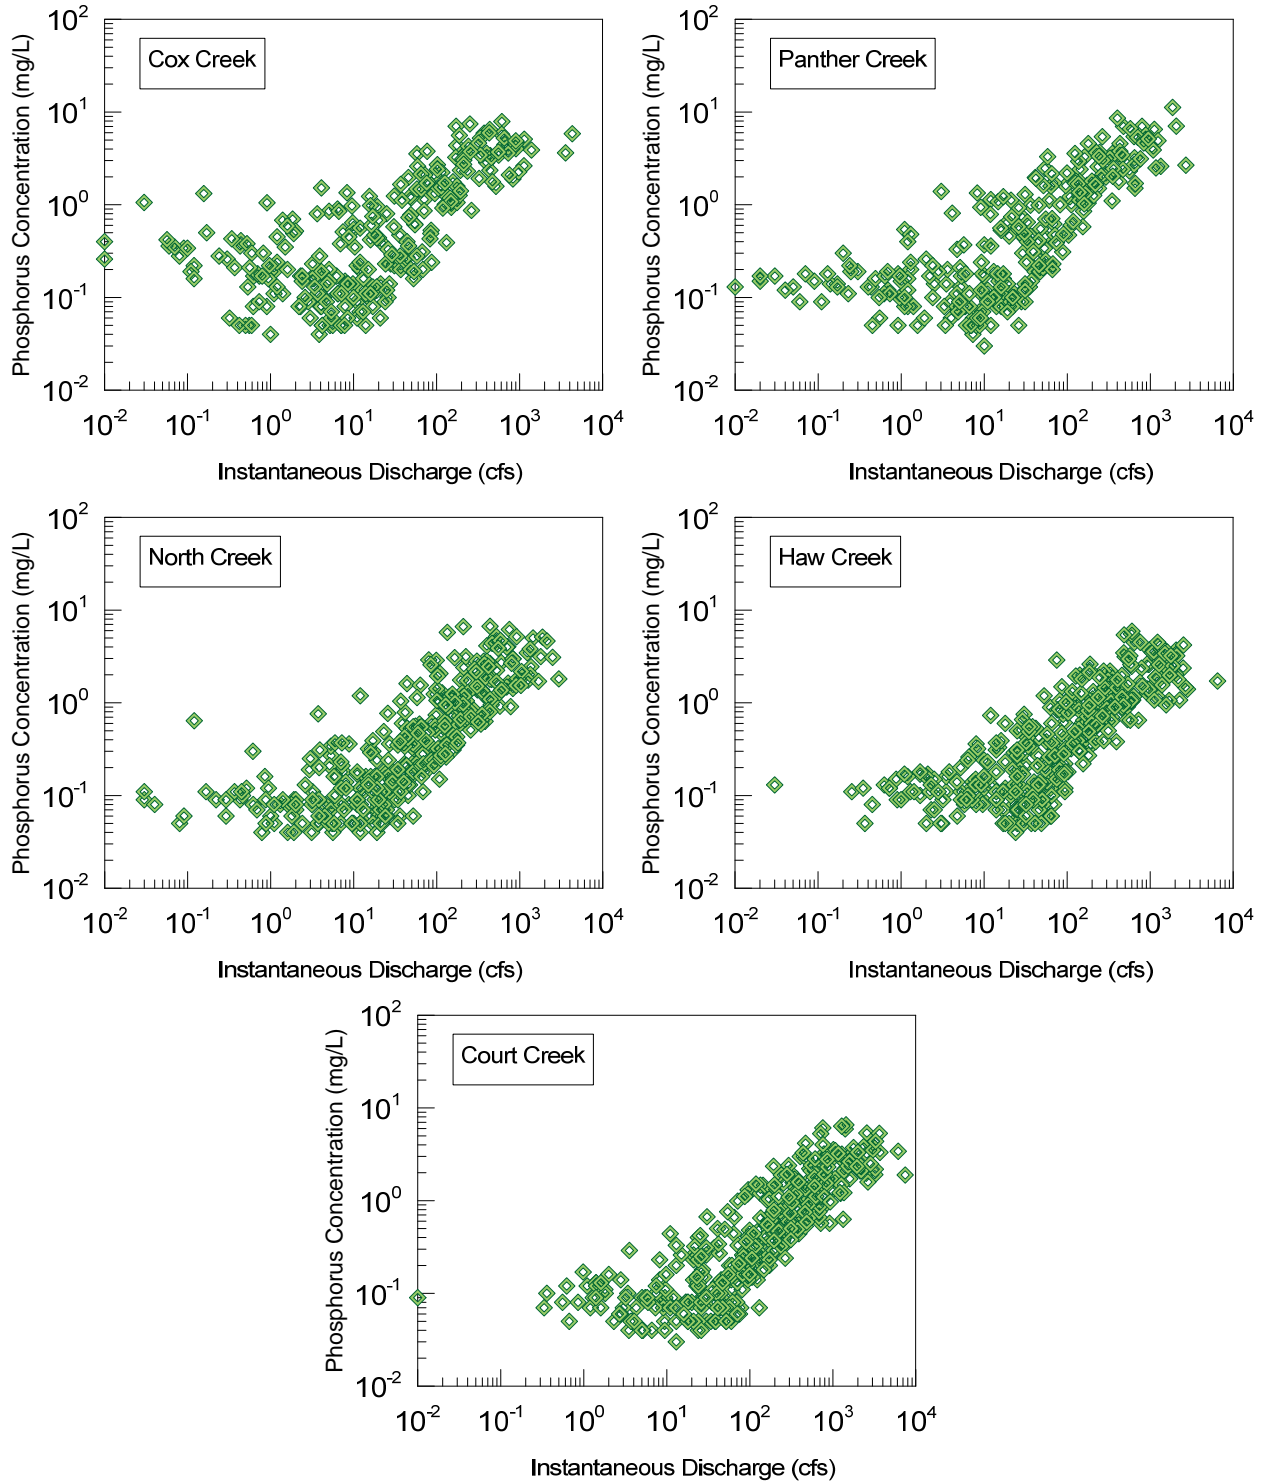 Phosphorus Concentration (mg/L)
10²
10¹
10⁰
10⁻¹
10⁻²
Cox Creek
10⁻² 10⁻¹ 10⁰ 10¹ 10² 10³ 10⁴
Instantaneous Discharge (cfs)
Phosphorus Concentration (mg/L)
10²
10¹
10⁰
10⁻¹
10⁻²
Panther Creek
10⁻² 10⁻¹ 10⁰ 10¹ 10² 10³ 10⁴
Instantaneous Discharge (cfs)
Phosphorus Concentration (mg/L)
10²
10¹
10⁰
10⁻¹
10⁻²
North Creek
10⁻² 10⁻¹ 10⁰ 10¹ 10² 10³ 10⁴
Instantaneous Discharge (cfs)
Phosphorus Concentration (mg/L)
10²
10¹
10⁰
10⁻¹
10⁻²
Haw Creek
10⁻² 10⁻¹ 10⁰ 10¹ 10² 10³ 10⁴
Instantaneous Discharge (cfs)
Phosphorus Concentration (mg/L)
10²
10¹
10⁰
10⁻¹
10⁻²
Court Creek
10⁻² 10⁻¹ 10⁰ 10¹ 10² 10³ 10⁴
Instantaneous Discharge (cfs)